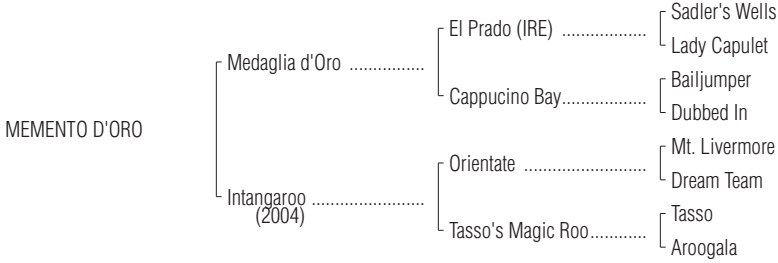 Sadler's Wells
El Prado (IRE) ..................
Lady Capulet
Medaglia d'Oro ................
Bailjumper
Cappucino Bay..................
Dubbed In
MEMENTO D'ORO
Mt. Livermore
Orientate ..........................
Dream Team
Intangaroo ........................
(2004)
Tasso
Tasso's Magic Roo............
Aroogala